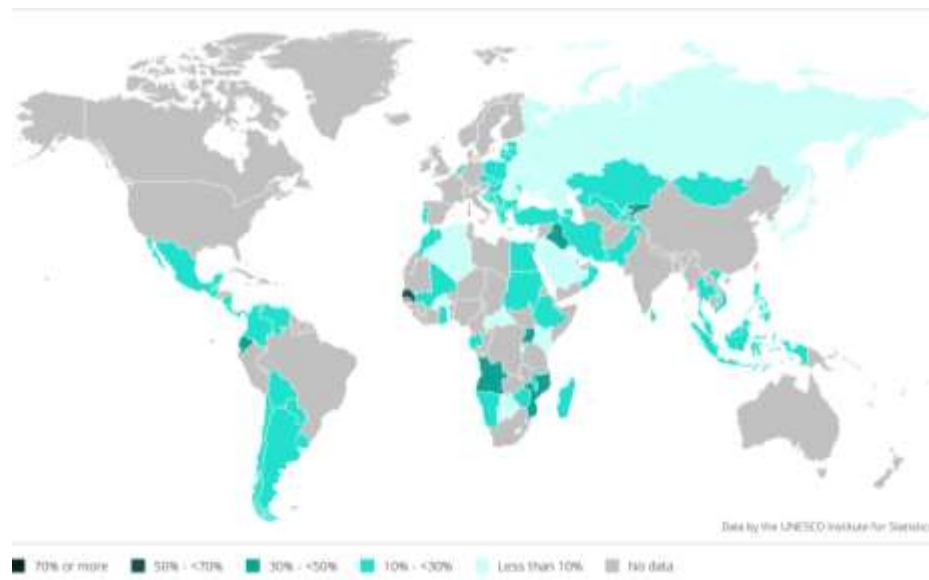 Data by the UNESCO Institute for Statistic
70% or more 50% - <70% 30% - <50% 10% - <30% Less than 10% No data